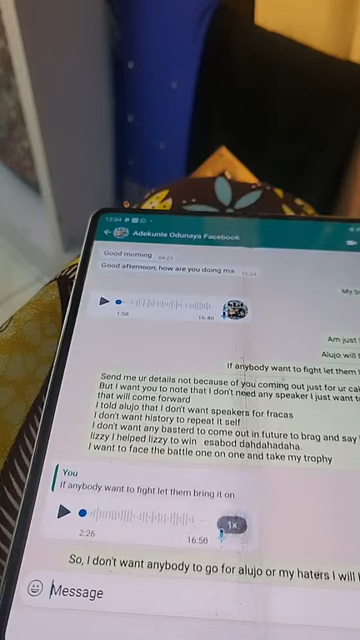 12:04
Adekunle Odunaya Facebook
Good morning 04:23
Good afternoon, how are you doing ma 16:34
My
1:58 16:40
Am just
Alujo will
If anybody want to fight let them
Send me ur details not because of you coming out just for ur
But I want you to note that I don't need any speaker I just want
that will come forward
I told alujo that I don't want speakers for fracas
I don't want history to repeat it self
I don't want any basterd to come out in future to brag and say
lizzy I helped lizzy to win esabod dahdahadaha.
I want to face the battle one on one and take my trophy
You
If anybody want to fight let them bring it on
1x
2:26 16:50
So, I don't want anybody to go for alujo or my haters I will
Message